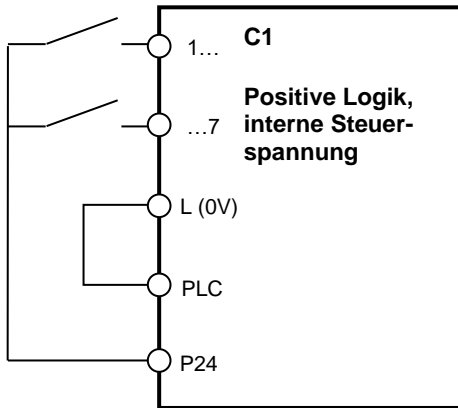 1... C1
Positive Logik,
...7 interne Steuer-
spannung
L (0V)
PLC
P24